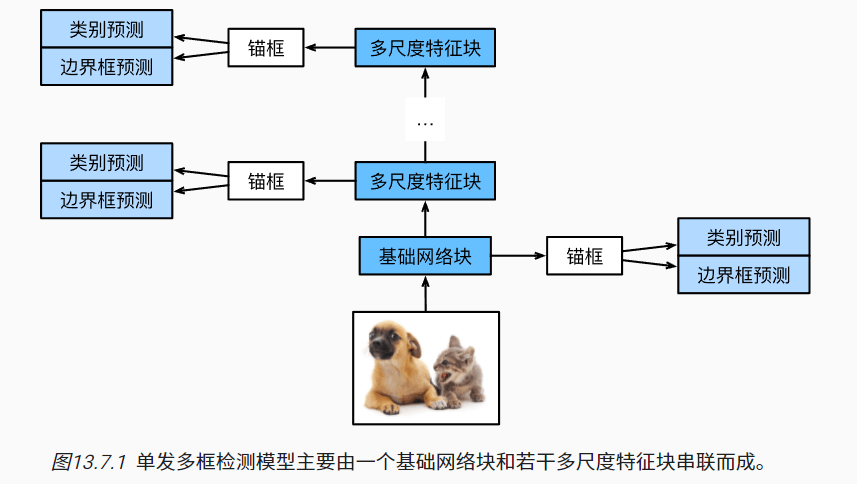 类别预测
边界框预测
锚框
多尺度特征块
...
类别预测
边界框预测
锚框
多尺度特征块
基础网络块
锚框
类别预测
边界框预测
图13.7.1 单发多框检测模型主要由一个基础网络块和若干多尺度特征块串联而成。